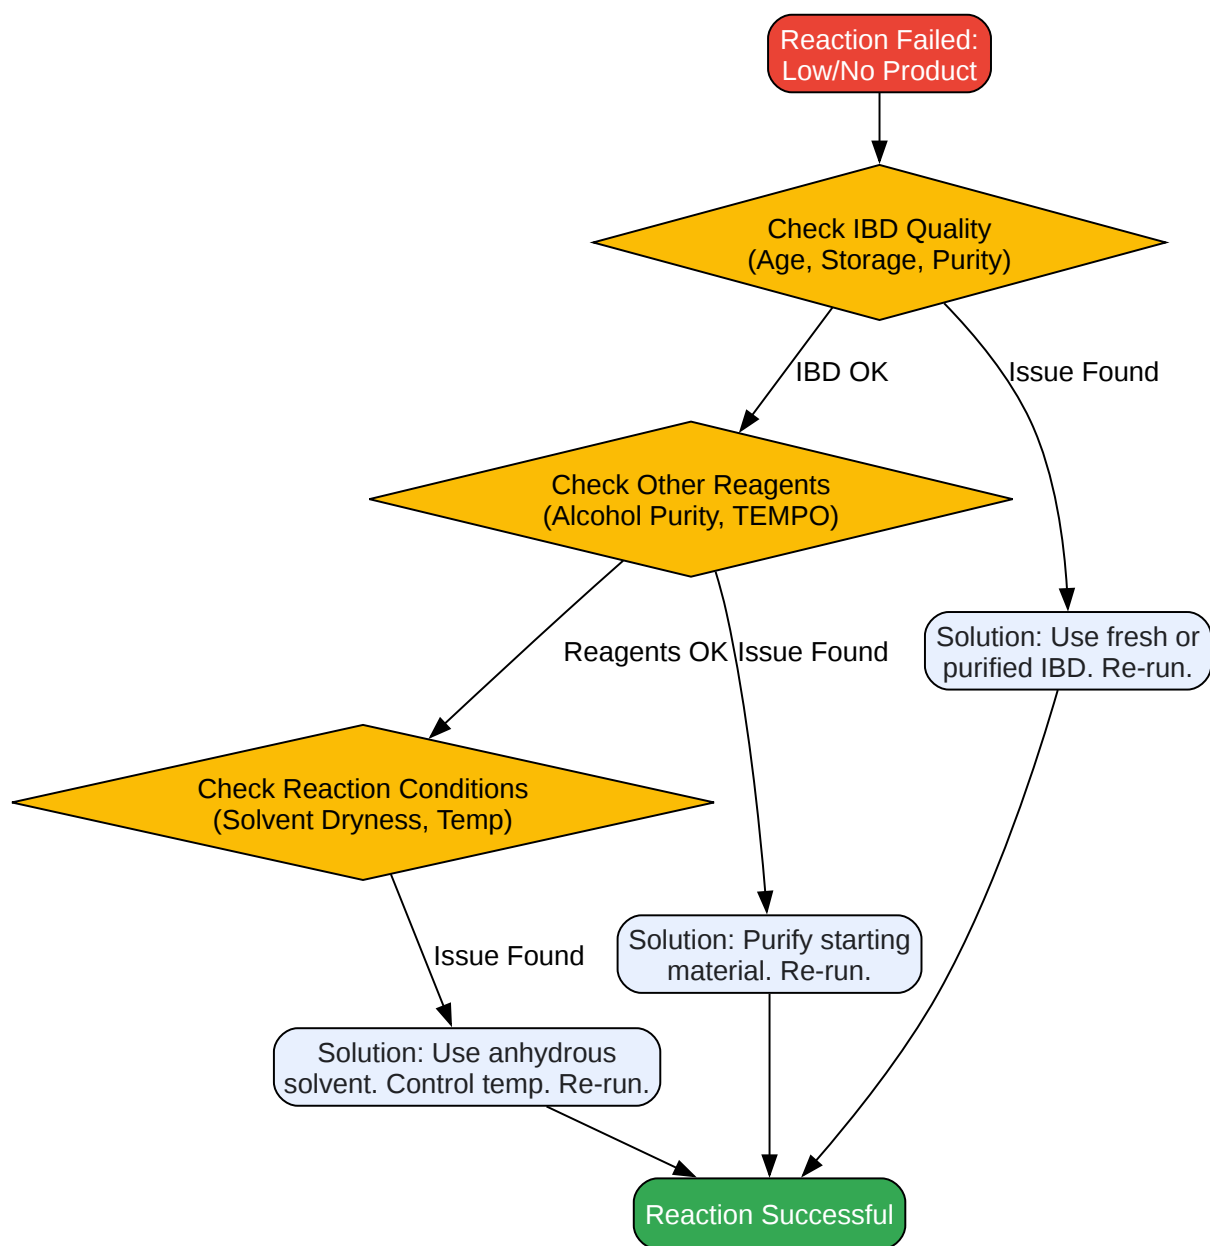 Reaction Failed:
Low/No Product
Check IBD Quality
(Age, Storage, Purity)
IBD OK
Issue Found
Check Other Reagents
(Alcohol Purity, TEMPO)
Reagents OK
Issue Found
Solution: Use fresh or
purified IBD. Re-run.
Check Reaction Conditions
(Solvent Dryness, Temp)
Issue Found
Solution: Purify starting
material. Re-run.
Solution: Use anhydrous
solvent. Control temp. Re-run.
Reaction Successful